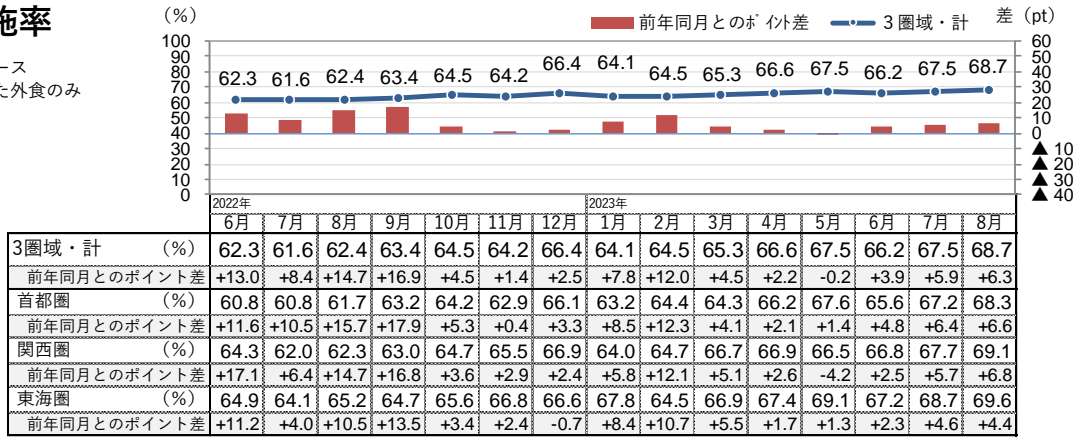 施率
ース
た外食のみ
(%)
前年同月とのﾎﾟｲﾝﾄ差 3圏域・計
差 (pt)
100 60
90 50
80 40
70 30
60 20
50 10
40 0
30 ▲ 10
20 ▲ 20
10 ▲ 30
0 ▲ 40
62.3 61.6 62.4 63.4 64.5 64.2 66.4 64.1 64.5 65.3 66.6 67.5 66.2 67.5 68.7
2022年 2023年
6月 7月 8月 9月 10月 11月 12月 1月 2月 3月 4月 5月 6月 7月 8月
3圏域・計 (%) 62.3 61.6 62.4 63.4 64.5 64.2 66.4 64.1 64.5 65.3 66.6 67.5 66.2 67.5 68.7
前年同月とのポイント差 +13.0 +8.4 +14.7 +16.9 +4.5 +1.4 +2.5 +7.8 +12.0 +4.5 +2.2 -0.2 +3.9 +5.9 +6.3
首都圏 (%) 60.8 60.8 61.7 63.2 64.2 62.9 66.1 63.2 64.4 64.3 66.2 67.6 65.6 67.2 68.3
前年同月とのポイント差 +11.6 +10.5 +15.7 +17.9 +5.3 +0.4 +3.3 +8.5 +12.3 +4.1 +2.1 +1.4 +4.8 +6.4 +6.6
関西圏 (%) 64.3 62.0 62.3 63.0 64.7 65.5 66.9 64.0 64.7 66.7 66.9 66.5 66.8 67.7 69.1
前年同月とのポイント差 +17.1 +6.4 +14.7 +16.8 +3.6 +2.9 +2.4 +5.8 +12.1 +5.1 +2.6 -4.2 +2.5 +5.7 +6.8
東海圏 (%) 64.9 64.1 65.2 64.7 65.6 66.8 66.6 67.8 64.5 66.9 67.4 69.1 67.2 68.7 69.6
前年同月とのポイント差 +11.2 +4.0 +10.5 +13.5 +3.4 +2.4 -0.7 +8.4 +10.7 +5.5 +1.7 +1.3 +2.3 +4.6 +4.4